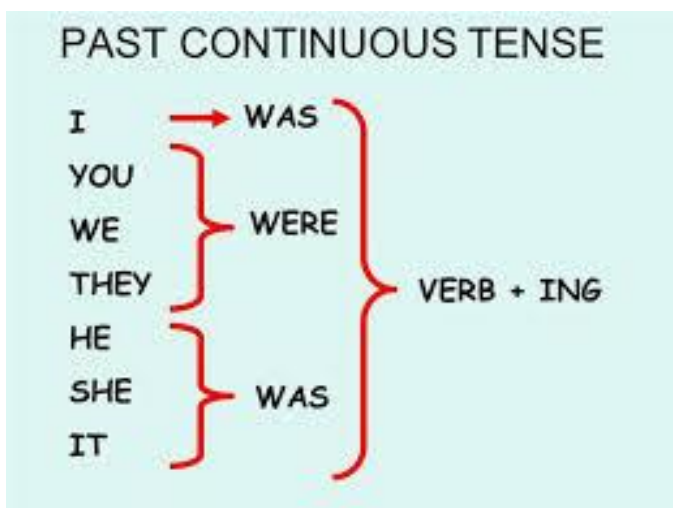 PAST CONTINUOUS TENSE
I WAS
YOU
WE WERE
THEY
VERB + ING
HE
SHE WAS
IT